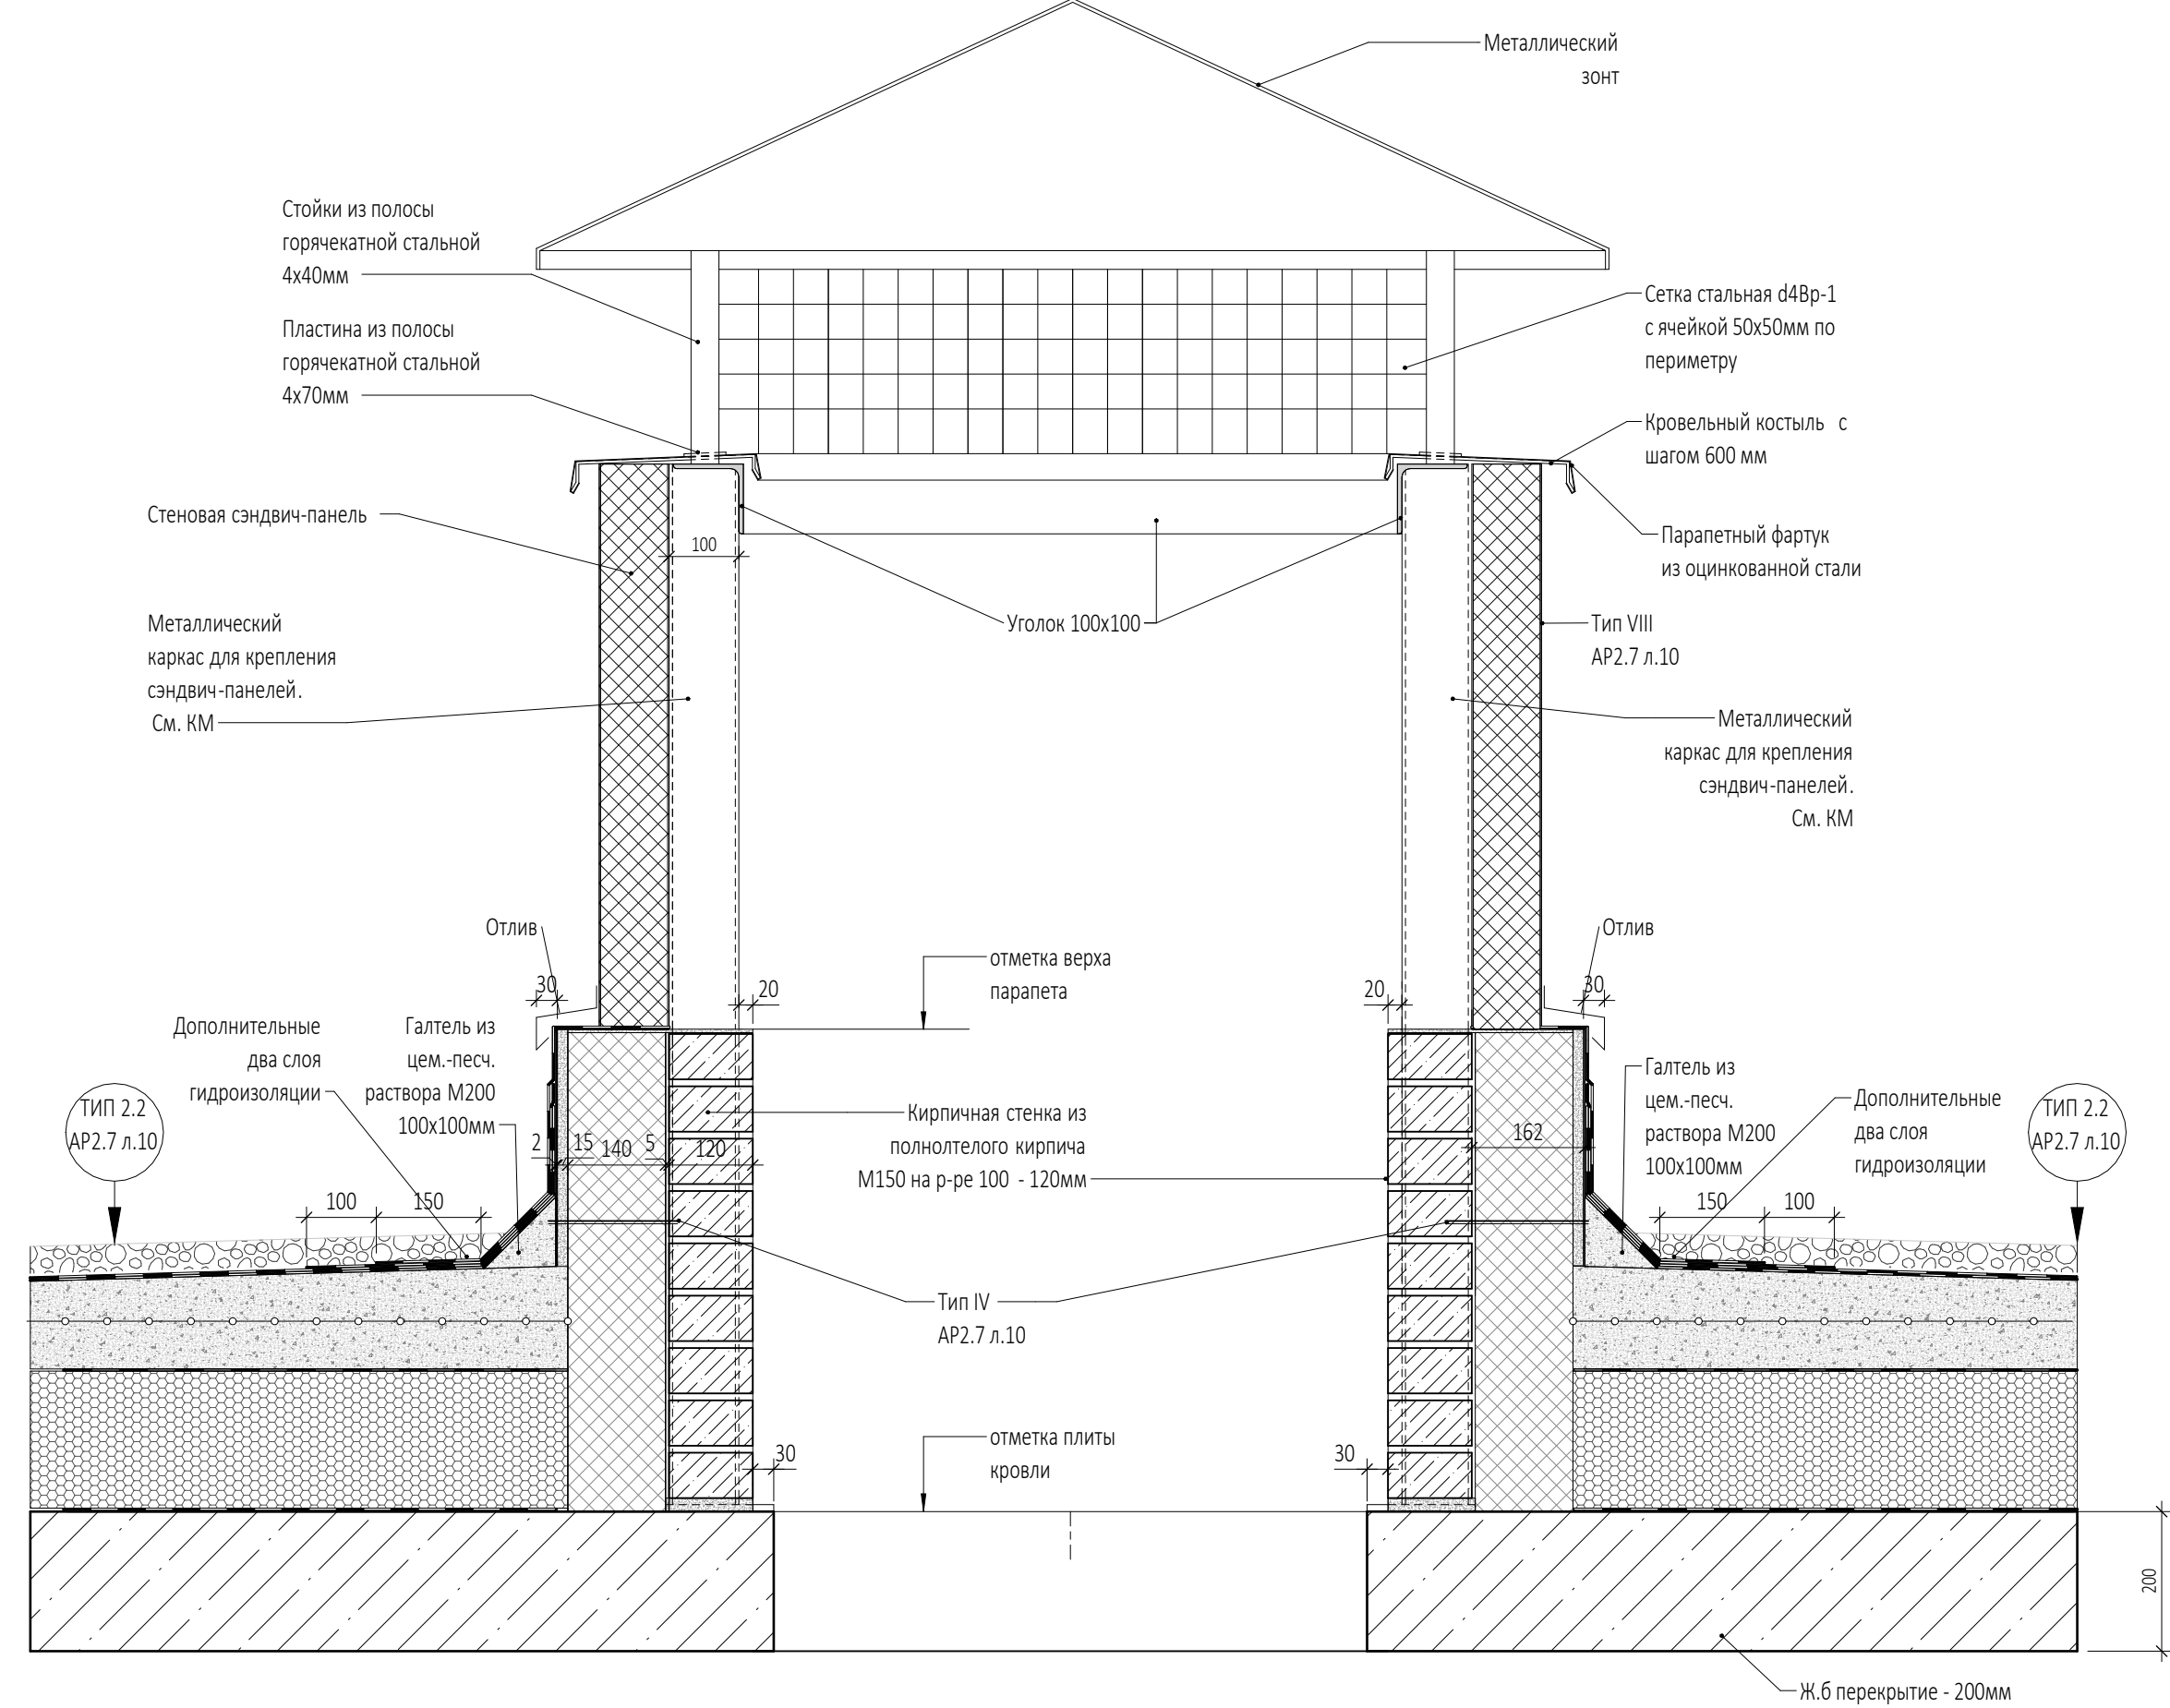 Металлический
зонт
Стойки из полосы
горячекатной стальной
4х40мм
Пластина из полосы
горячекатной стальной
4х70мм
Сетка стальная d4Вр-1
с ячейкой 50х50мм по
периметру
Кровельный костыль с
шагом 600 мм
Стеновая сэндвич-панель
Парапетный фартук
из оцинкованной стали
100
Уголок 100х100
Металлический
каркас для крепления
сэндвич-панелей.
См. КМ
Тип VIII
АР2.7 л.10
Металлический
каркас для крепления
сэндвич-панелей.
См. КМ
Отлив
Отлив
30
20
отметка верха
парапета
20
30
Дополнительные
два слоя
гидроизоляции
Галтель из
цем.-песч.
раствора М200
100х100мм
Галтель из
цем.-песч.
раствора М200
100х100мм
Дополнительные
два слоя
гидроизоляции
ТИП 2.2
АР2.7 л.10
ТИП 2.2
АР2.7 л.10
Кирпичная стенка из
полнолтелого кирпича
М150 на р-ре 100 - 120мм
2
15
140
5
120
162
100
150
150
100
Тип IV
АР2.7 л.10
отметка плиты
кровли
30
30
200
Ж.б перекрытие - 200мм